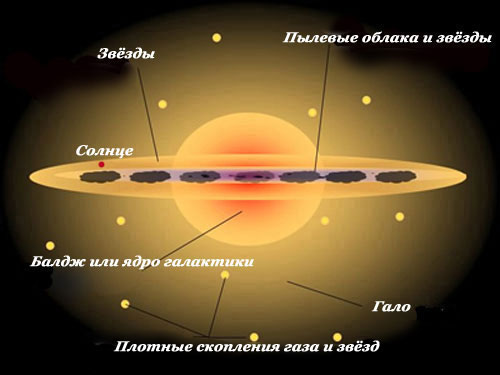 Пылевые облака и звёзды
Звёзды
Солнце
Балдж или ядро галактики
Гало
Плотные скопления газа и звёзд